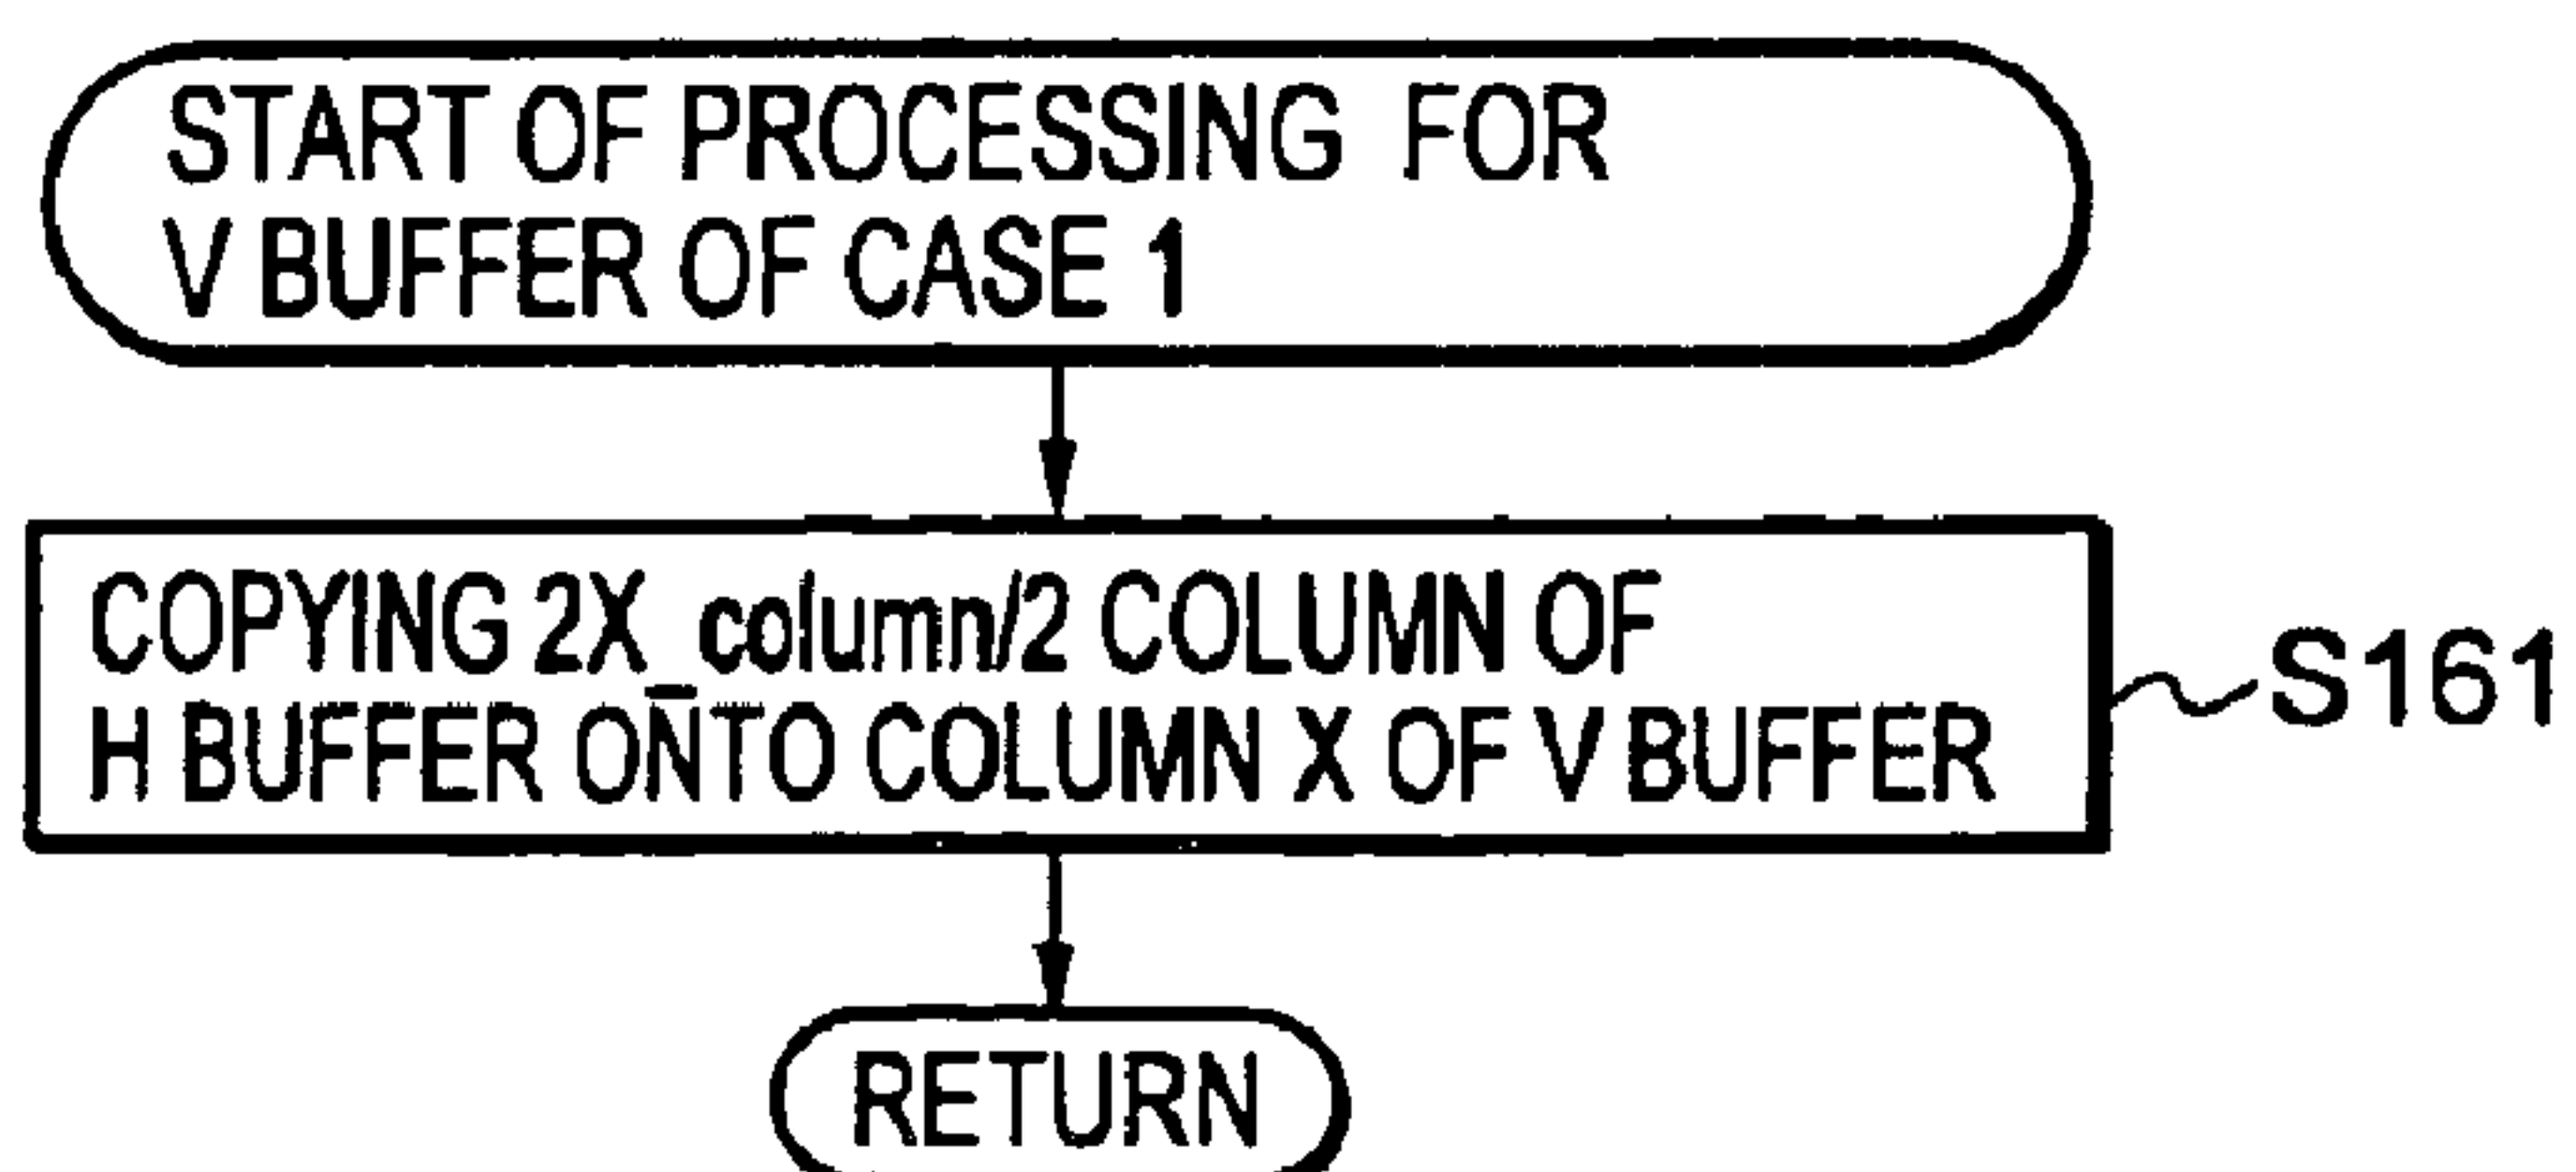 START OF PROCESSING FOR
V BUFFER OF CASE 1
COPYING 2X_column/2 COLUMN OF
H BUFFER ONTO COLUMN X OF V BUFFER
S161
RETURN